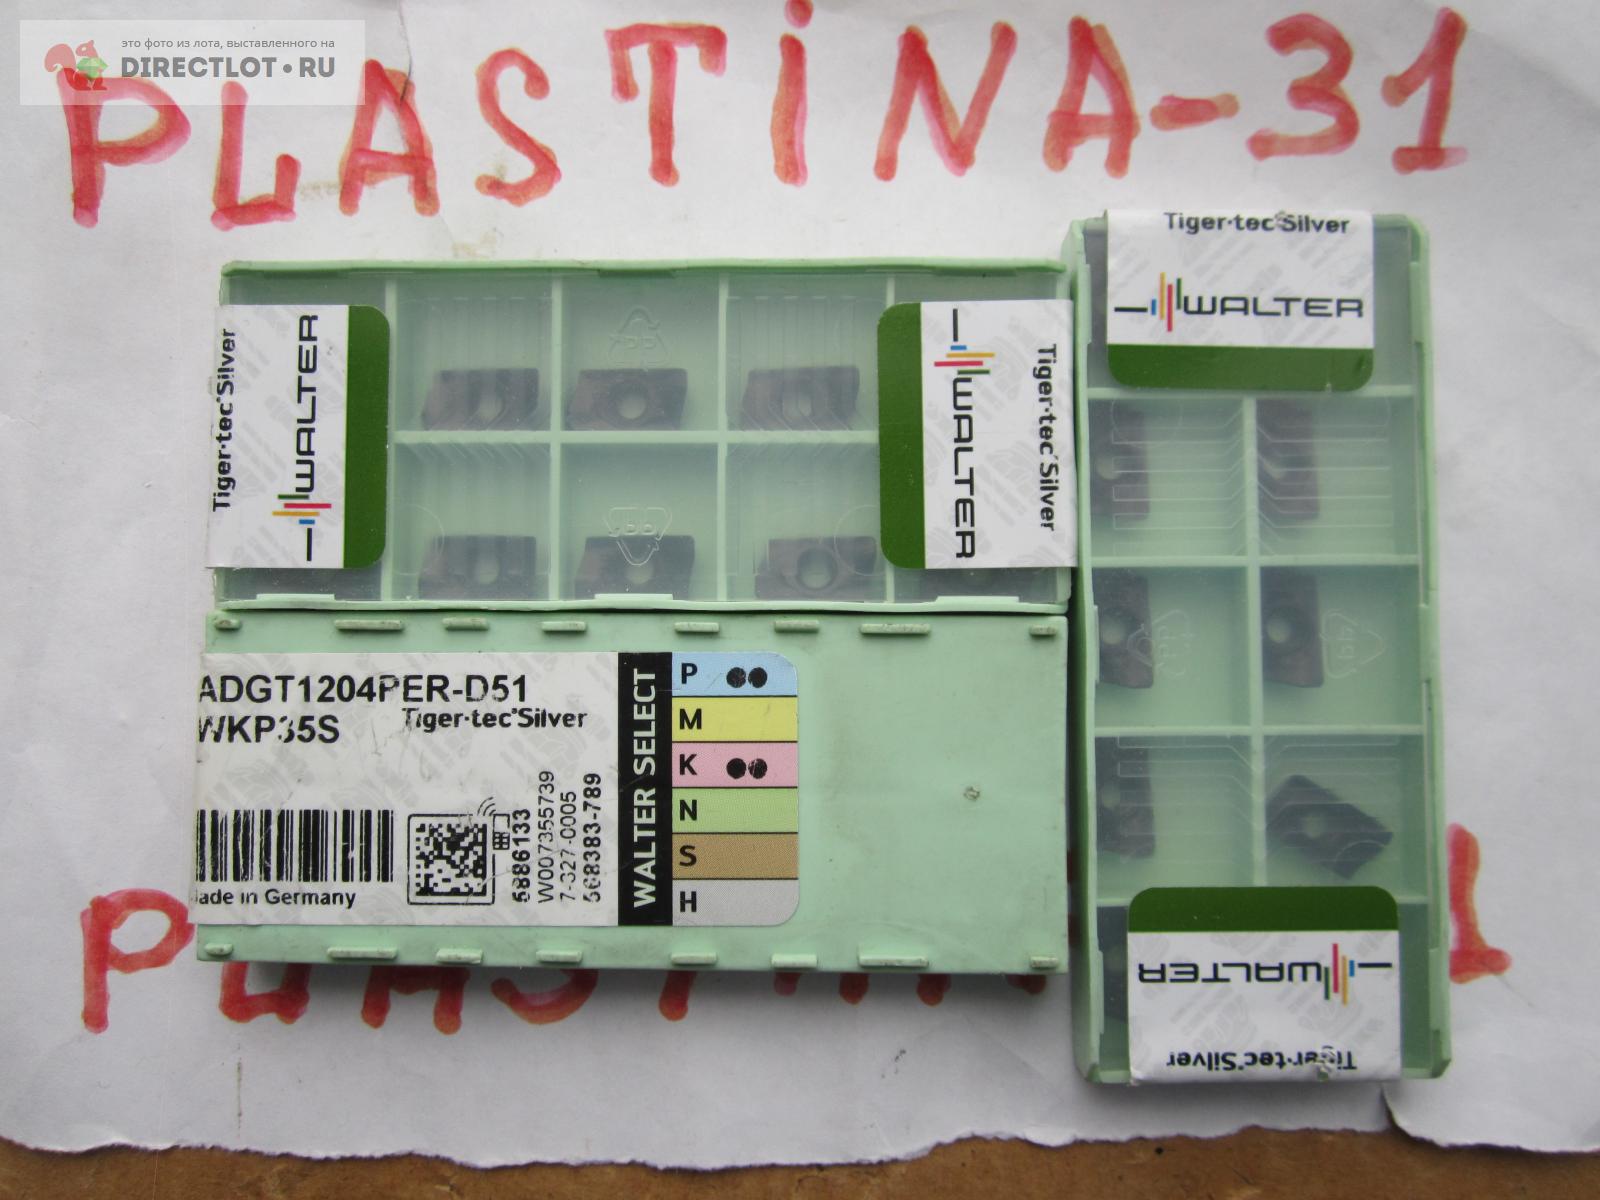 это фото из лота, выставленного на
DIRECTLOT.RU
PLASTINA-31
Tiger·tec® Silver
WALTER
WALTER
Tiger·tec® Silver
Tiger·tec® Silver
WALTER
ADGT1204PER-D51
WKP35S Tiger·tec® Silver
ade in Germany
5886133
W007355739
7-327-0005
568383-789
WALTER SELECT
P
M
K
N
S
H
WALTER
Tiger·tec® Silver